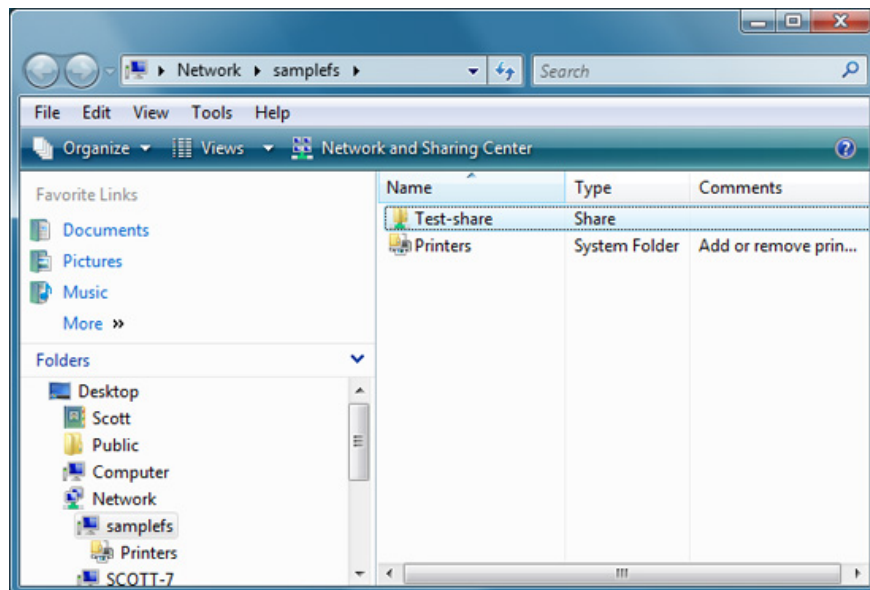 Network samplefs
Search
File Edit View Tools Help
Organize Views Network and Sharing Center
Favorite Links
Documents
Pictures
Music
More »
Folders
Desktop
Scott
Public
Computer
Network
samplefs
Printers
SCOTT-7
Name Type Comments
Test-share Share
Printers System Folder Add or remove prin...